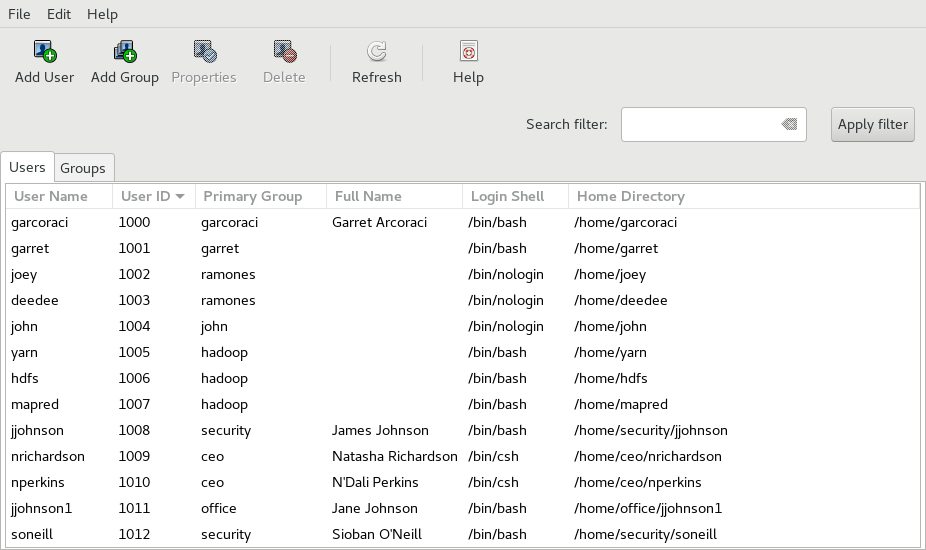 File Edit Help
Add User Add Group Properties Delete Refresh Help
Search filter: Apply filter
Users Groups
User Name User ID Primary Group Full Name Login Shell Home Directory
garcoraci 1000 garcoraci Garret Arcoraci /bin/bash /home/garcoraci
garret 1001 garret /bin/bash /home/garret
joey 1002 ramones /bin/nologin /home/joey
deedee 1003 ramones /bin/nologin /home/deedee
john 1004 john /bin/nologin /home/john
yarn 1005 hadoop /bin/bash /home/yarn
hdfs 1006 hadoop /bin/bash /home/hdfs
mapred 1007 hadoop /bin/bash /home/mapred
jjohnson 1008 security James Johnson /bin/bash /home/security/jjohnson
nrichardson 1009 ceo Natasha Richardson /bin/csh /home/ceo/nrichardson
nperkins 1010 ceo N'Dali Perkins /bin/csh /home/ceo/nperkins
jjohnson1 1011 office Jane Johnson /bin/bash /home/office/jjohnson1
soneill 1012 security Sioban O'Neill /bin/bash /home/security/soneill